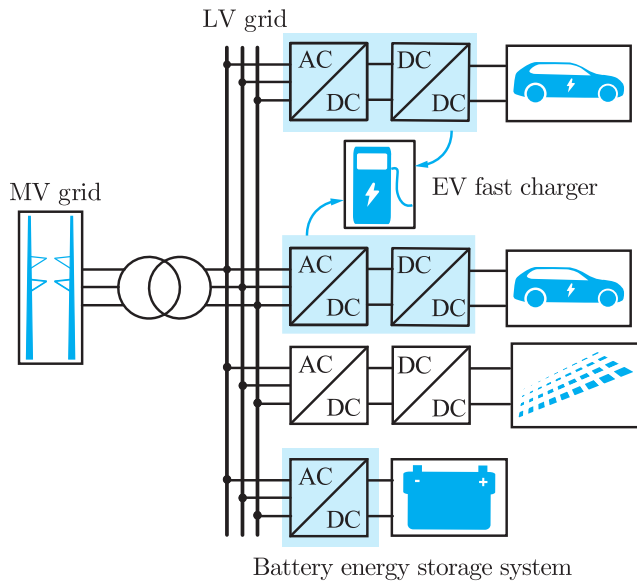 LV grid
AC
DC
DC
DC
EV fast charger
MV grid
AC
DC
DC
DC
AC
DC
DC
DC
AC
DC
- +
Battery energy storage system